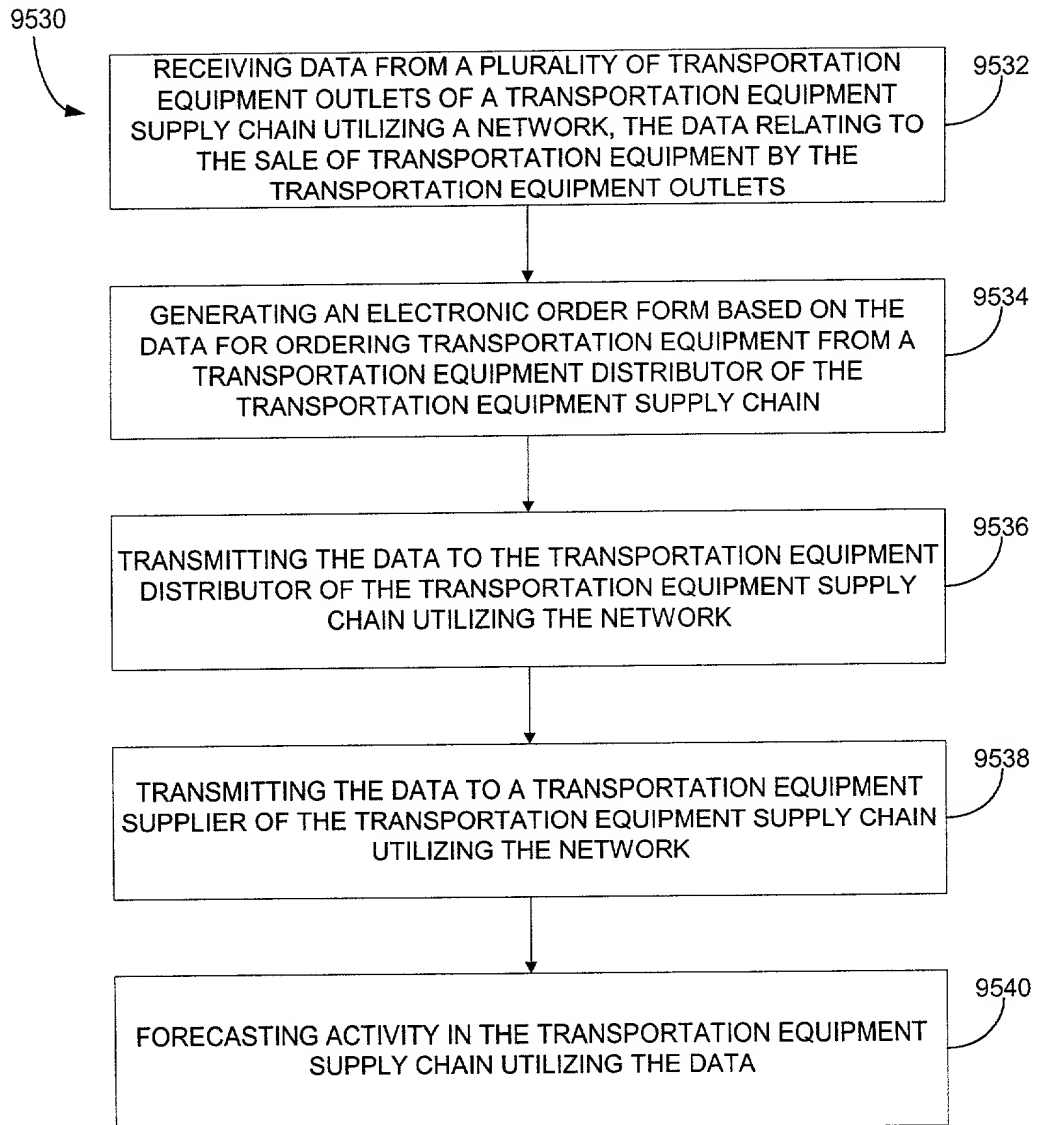 9530
RECEIVING DATA FROM A PLURALITY OF TRANSPORTATION
EQUIPMENT OUTLETS OF A TRANSPORTATION EQUIPMENT
SUPPLY CHAIN UTILIZING A NETWORK, THE DATA RELATING TO
THE SALE OF TRANSPORTATION EQUIPMENT BY THE
TRANSPORTATION EQUIPMENT OUTLETS
9532
GENERATING AN ELECTRONIC ORDER FORM BASED ON THE
DATA FOR ORDERING TRANSPORTATION EQUIPMENT FROM A
TRANSPORTATION EQUIPMENT DISTRIBUTOR OF THE
TRANSPORTATION EQUIPMENT SUPPLY CHAIN
9534
TRANSMITTING THE DATA TO THE TRANSPORTATION EQUIPMENT
DISTRIBUTOR OF THE TRANSPORTATION EQUIPMENT SUPPLY
CHAIN UTILIZING THE NETWORK
9536
TRANSMITTING THE DATA TO A TRANSPORTATION EQUIPMENT
SUPPLIER OF THE TRANSPORTATION EQUIPMENT SUPPLY CHAIN
UTILIZING THE NETWORK
9538
FORECASTING ACTIVITY IN THE TRANSPORTATION EQUIPMENT
SUPPLY CHAIN UTILIZING THE DATA
9540